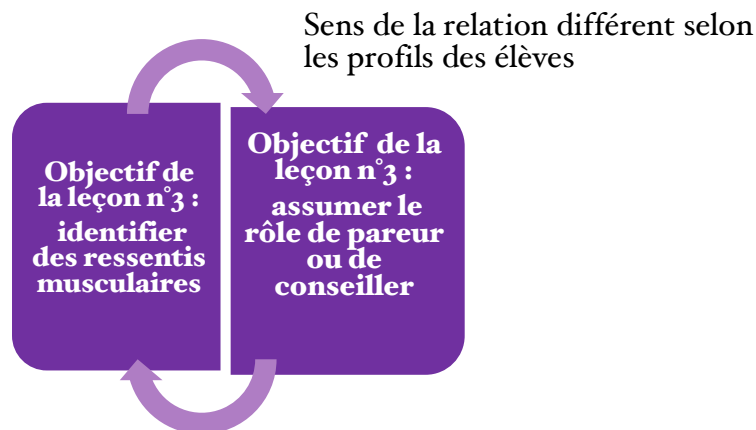 Sens de la relation différent selon
les profils des élèves
Objectif de
la leçon n°3 :
identifier
des ressentis
musculaires
Objectif de la
leçon n°3 :
assumer le
rôle de pareur
ou de
conseiller